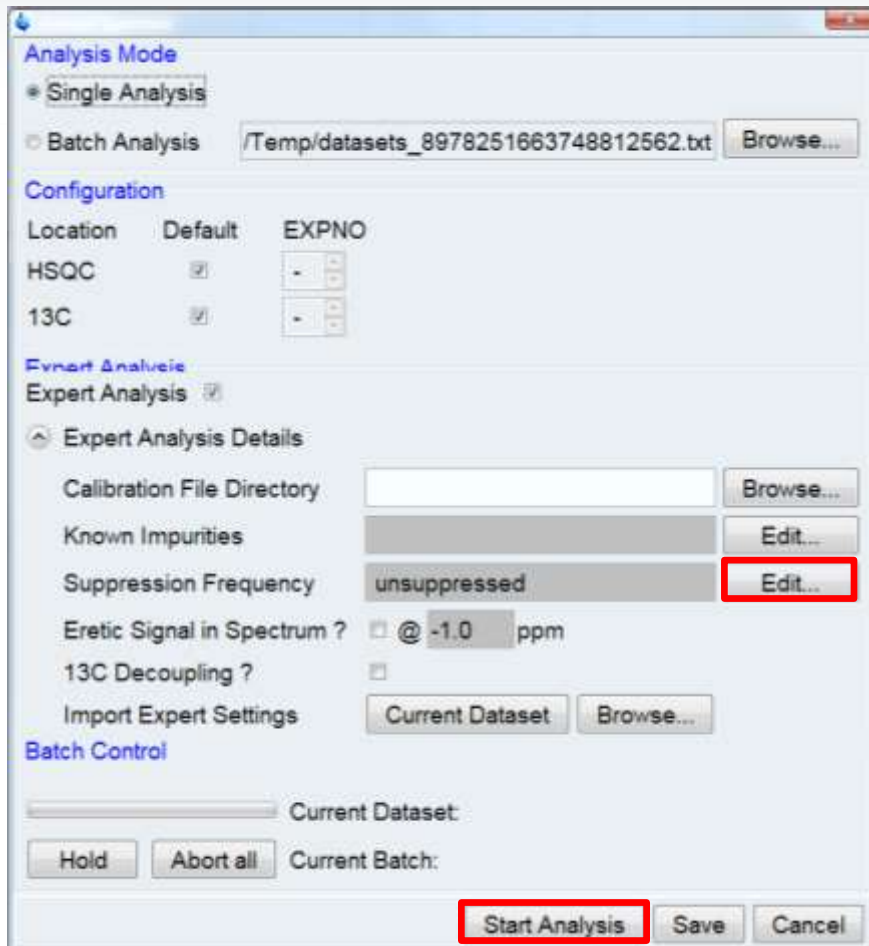 Analysis Mode
Single Analysis
Batch Analysis /Temp/datasets_8978251663748812562.txt Browse...
Configuration
Location Default EXPNO
HSQC -
13C -
Expert Analysis
Expert Analysis
Expert Analysis Details
Calibration File Directory Browse...
Known Impurities Edit...
Suppression Frequency unsuppressed Edit...
Eretic Signal in Spectrum ? @ -1.0 ppm
13C Decoupling ?
Import Expert Settings Current Dataset Browse...
Batch Control
Current Dataset:
Hold Abort all Current Batch:
Start Analysis Save Cancel